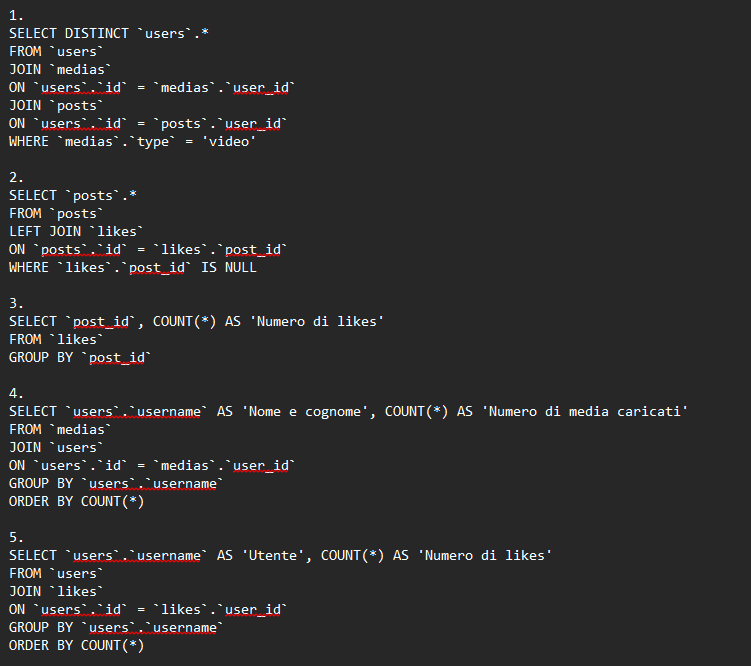 1.
SELECT DISTINCT `users`.*
FROM `users`
JOIN `medias`
ON `users`.`id` = `medias`.`user_id`
JOIN `posts`
ON `users`.`id` = `posts`.`user_id`
WHERE `medias`.`type` = 'video'
2.
SELECT `posts`.*
FROM `posts`
LEFT JOIN `likes`
ON `posts`.`id` = `likes`.`post_id`
WHERE `likes`.`post_id` IS NULL
3.
SELECT `post_id`, COUNT(*) AS 'Numero di likes'
FROM `likes`
GROUP BY `post_id`
4.
SELECT `users`.`username` AS 'Nome e cognome', COUNT(*) AS 'Numero di media caricati'
FROM `medias`
JOIN `users`
ON `users`.`id` = `medias`.`user_id`
GROUP BY `users`.`username`
ORDER BY COUNT(*)
5.
SELECT `users`.`username` AS 'Utente', COUNT(*) AS 'Numero di likes'
FROM `users`
JOIN `likes`
ON `users`.`id` = `likes`.`user_id`
GROUP BY `users`.`username`
ORDER BY COUNT(*)